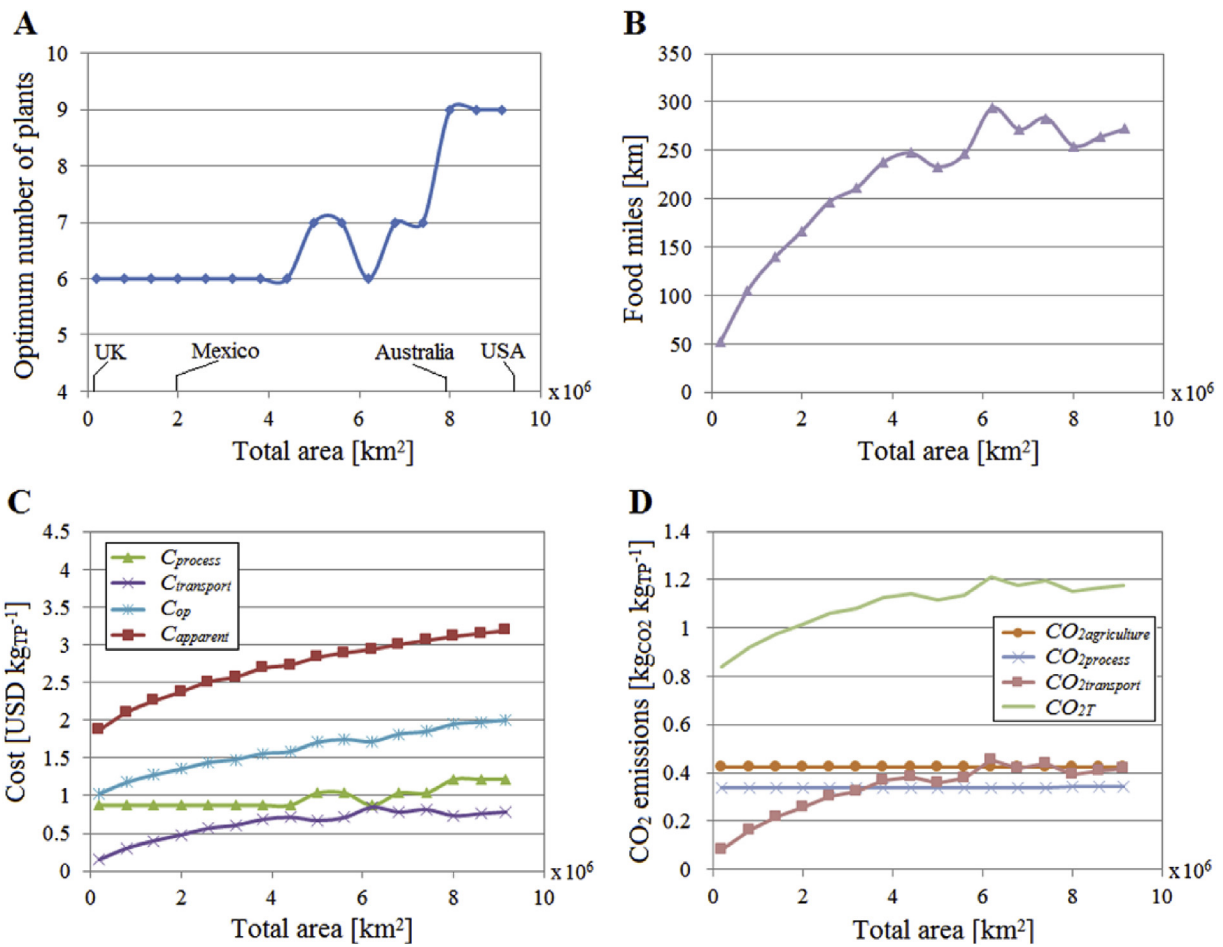 A
Optimum number of plants
10
9
8
7
6
5
4
UK
Mexico
Australia
USA
0
2
4
6
8
10
x10⁶
Total area [km²]
B
Food miles [km]
350
300
250
200
150
100
50
0
0
2
4
6
8
10
x10⁶
Total area [km²]
C
Cost [USD kgTP⁻¹]
4.5
4
3.5
3
2.5
2
1.5
1
0.5
0
Cprocess
Ctransport
Cop
Capparent
0
2
4
6
8
10
x10⁶
Total area [km²]
D
CO₂ emissions [kgCO2 kgTP⁻¹]
1.4
1.2
1
0.8
0.6
0.4
0.2
0
CO2agriculture
CO2process
CO2transport
CO2T
0
2
4
6
8
10
x10⁶
Total area [km²]